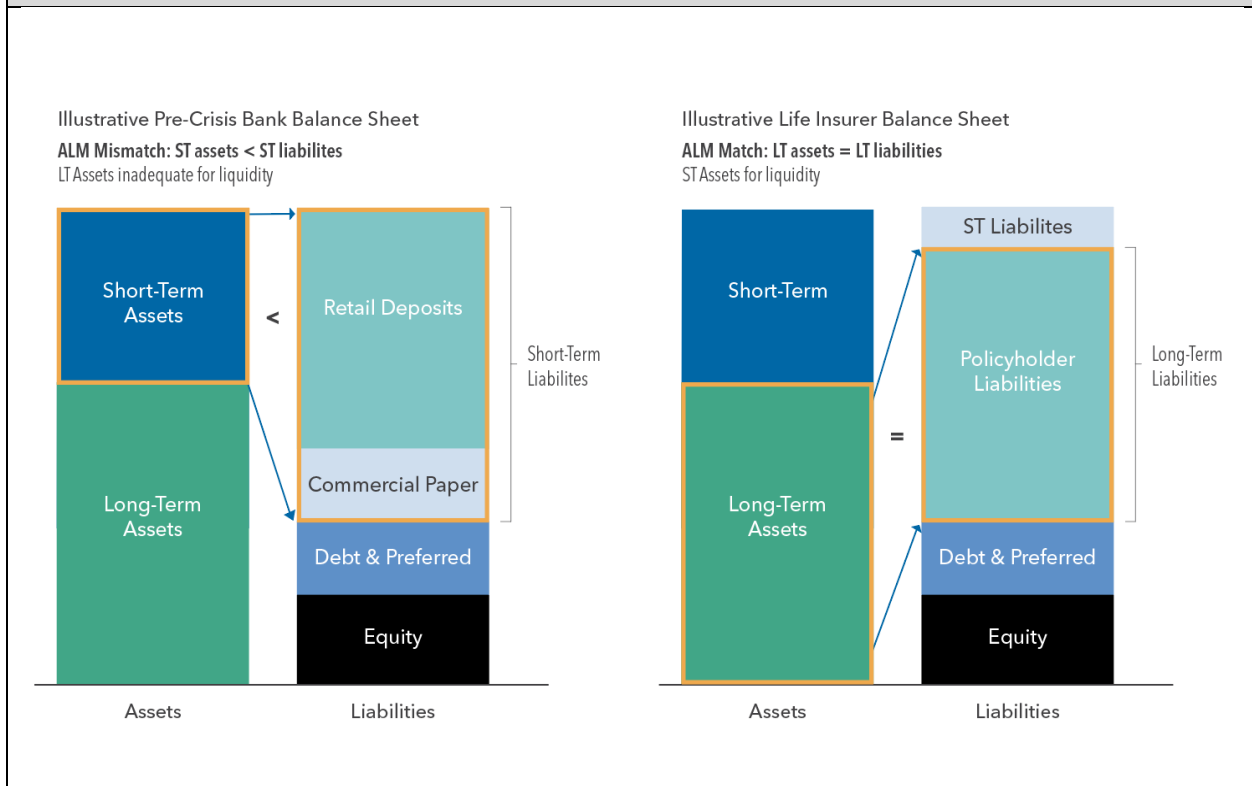 Illustrative Pre-Crisis Bank Balance Sheet
ALM Mismatch: ST assets < ST liabilites
LT Assets inadequate for liquidity
Short-Term
Assets
<
Retail Deposits
Short-Term
Liabilites
Commercial Paper
Long-Term
Assets
Debt & Preferred
Equity
Assets
Liabilities
Illustrative Life Insurer Balance Sheet
ALM Match: LT assets = LT liabilities
ST Assets for liquidity
ST Liabilites
Short-Term
Policyholder
Liabilities
Long-Term
Liabilities
=
Long-Term
Assets
Debt & Preferred
Equity
Assets
Liabilities